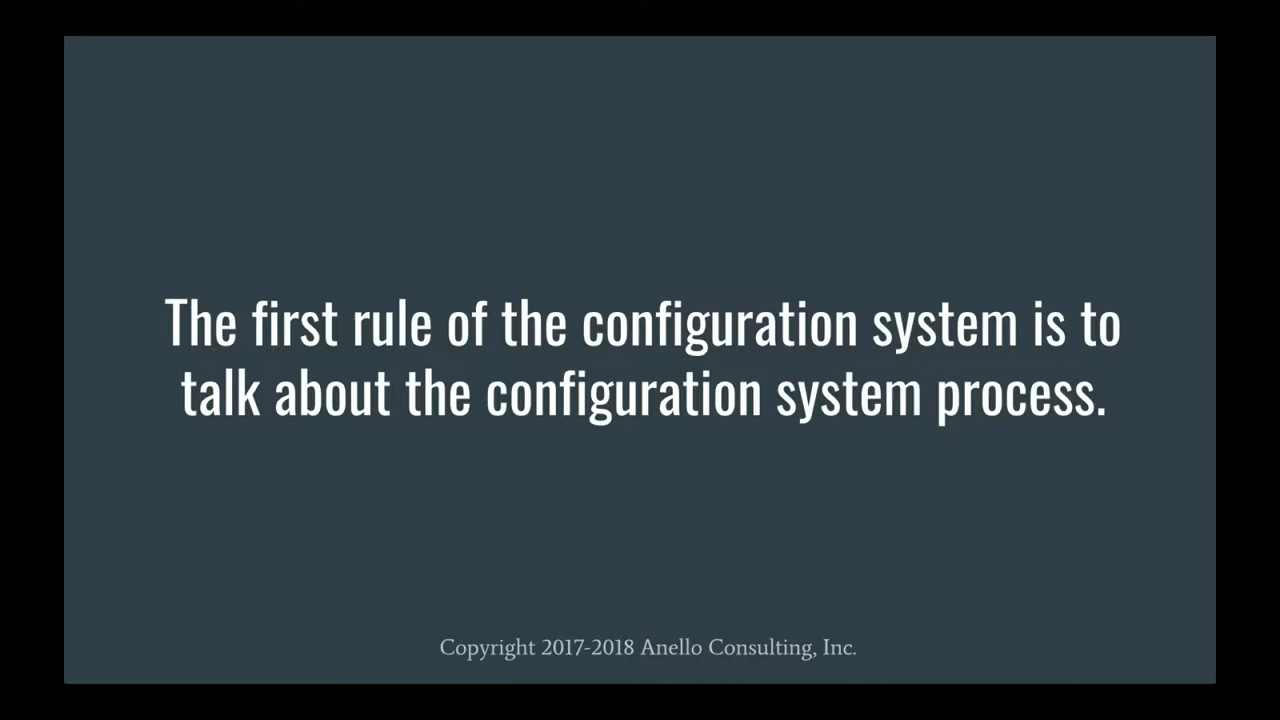 The first rule of the configuration system is to
talk about the configuration system process.
Copyright 2017-2018 Anello Consulting, Inc.